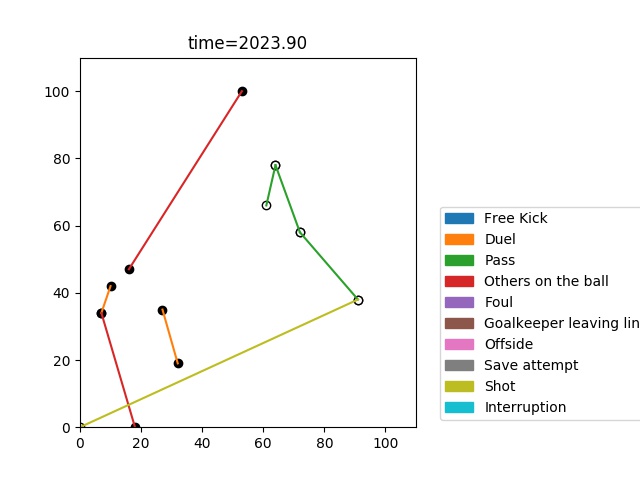 time=2023.90
100
80
60
40
20
0
0 20 40 60 80 100
Free Kick
Duel
Pass
Others on the ball
Foul
Goalkeeper leaving lin
Offside
Save attempt
Shot
Interruption